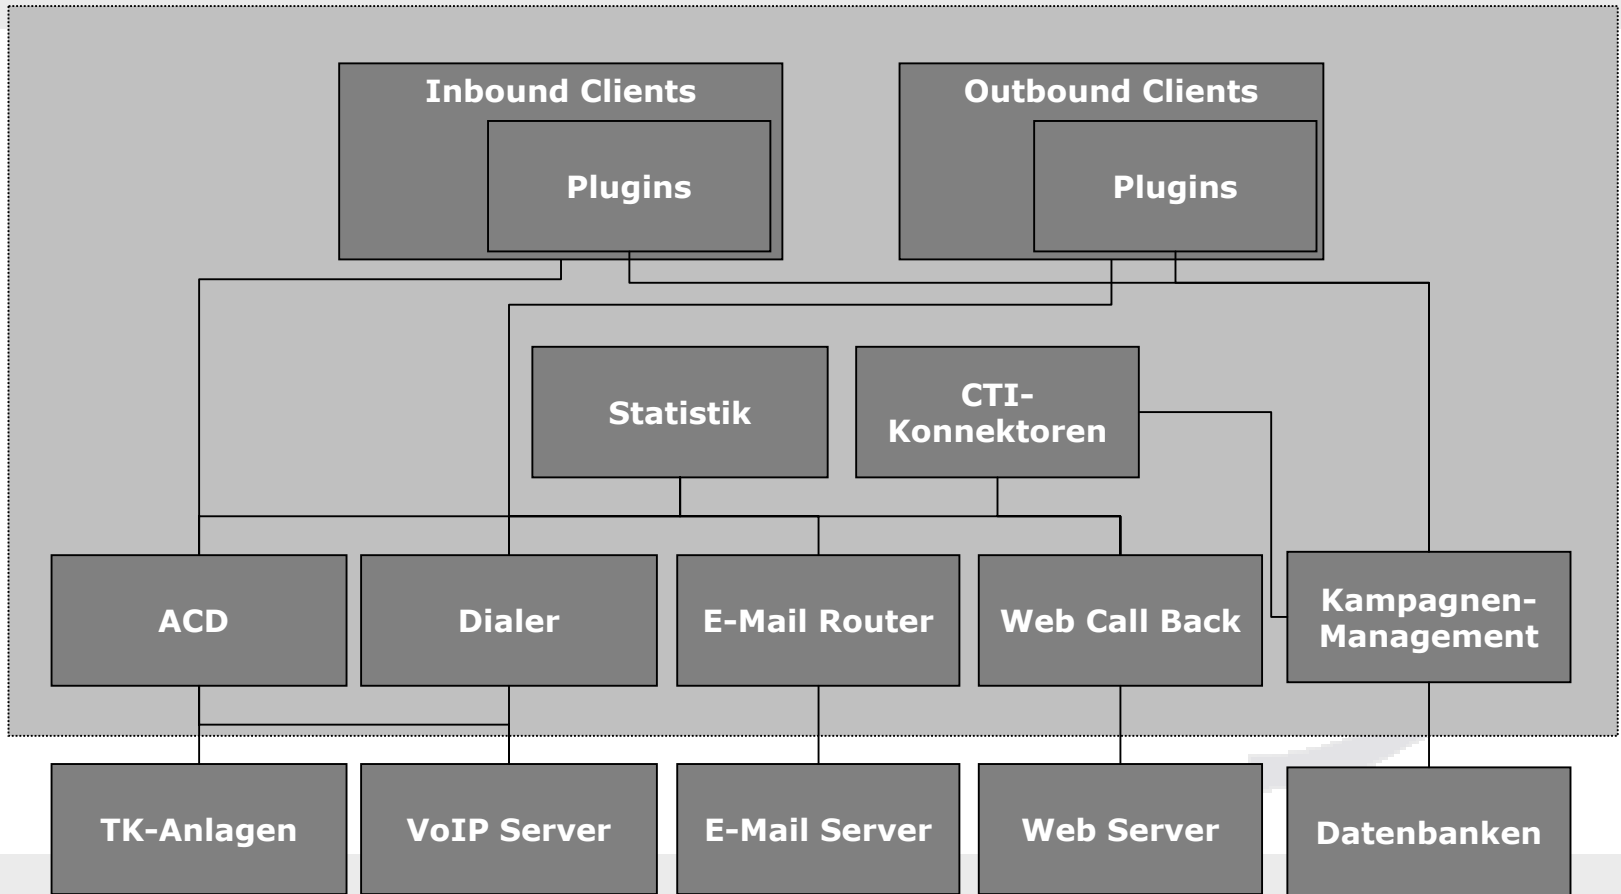 Inbound Clients
Outbound Clients
Plugins
Plugins
Statistik
CTI-
Konnektoren
ACD
Dialer
E-Mail Router
Web Call Back
Kampagnen-
Management
TK-Anlagen
VoIP Server
E-Mail Server
Web Server
Datenbanken